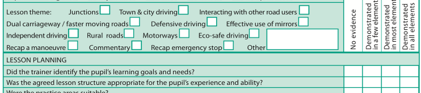 Lesson theme: Junctions Town & city driving Interacting with other road users
Dual carriageway / faster moving roads Defensive driving Effective use of mirrors
Independent driving Rural roads Motorways Eco-safe driving Other
Recap a manoeuvre Commentary Recap emergency stop
No evidence
Demonstrated in a few elements
Demonstrated in most elements
Demonstrated in all elements
LESSON PLANNING
Did the trainer identify the pupil's learning goals and needs?
Was the agreed lesson structure appropriate for the pupil's experience and ability?